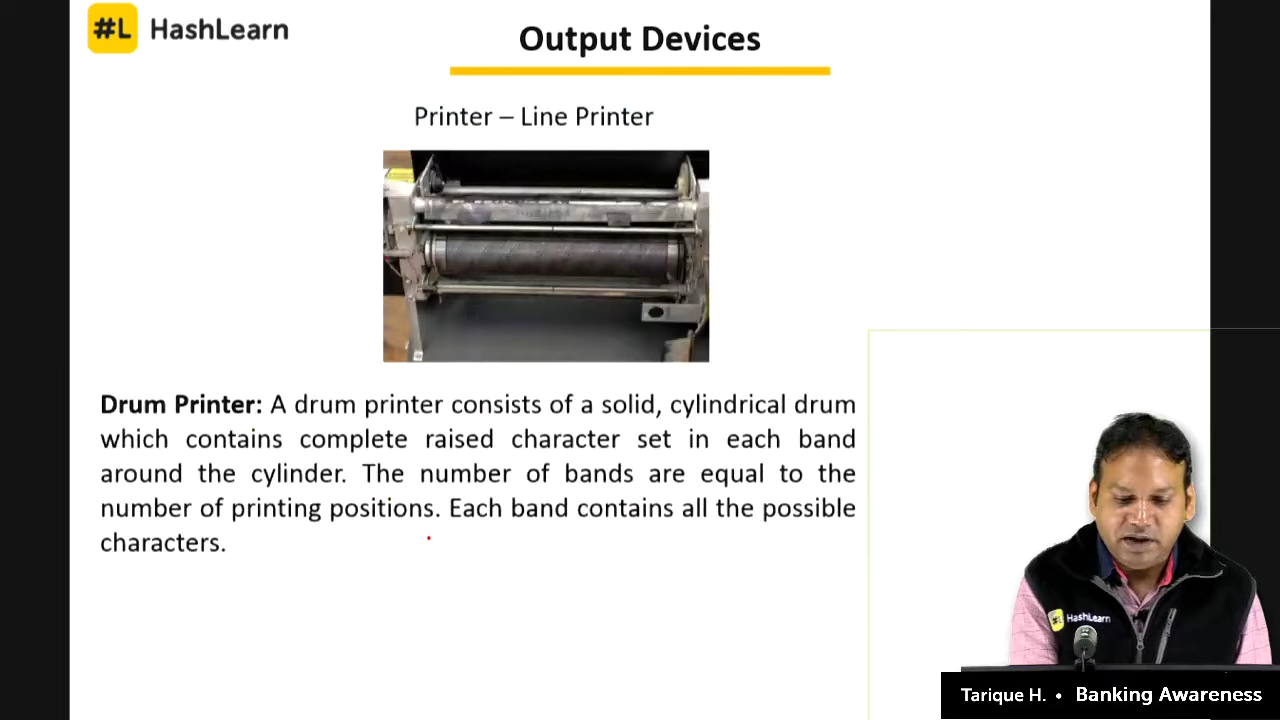 #L HashLearn
Output Devices
Printer – Line Printer
Drum Printer: A drum printer consists of a solid, cylindrical drum
which contains complete raised character set in each band
around the cylinder. The number of bands are equal to the
number of printing positions. Each band contains all the possible
characters.
#L HashLearn
Tarique H. • Banking Awareness